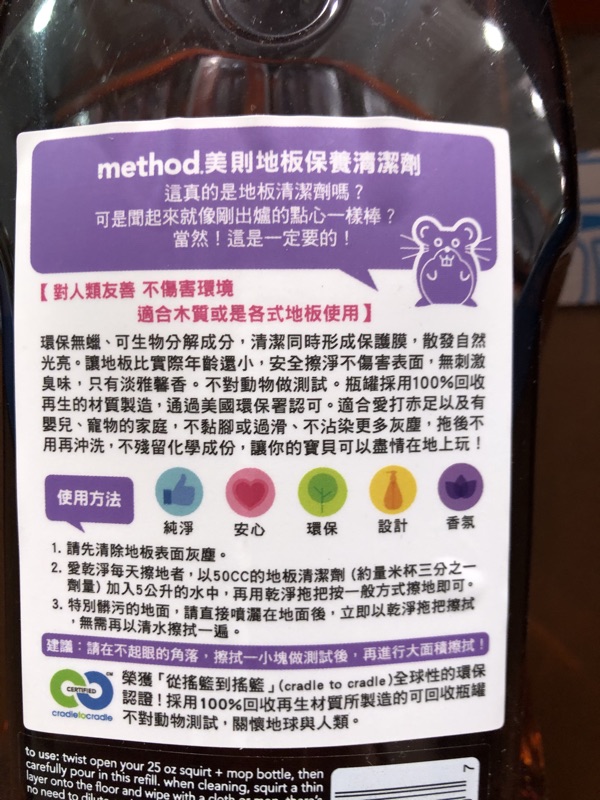 method.美則地板保養清潔劑
這真的是地板清潔劑嗎？
可是聞起來就像剛出爐的點心一樣棒？
當然！這是一定要的！
【 對人類友善 不傷害環境
適合木質或是各式地板使用 】
環保無蠟、可生物分解成分，清潔同時形成保護膜，散發自然
光亮。讓地板比實際年齡還小，安全擦淨不傷害表面，無刺激
臭味，只有淡雅馨香。不對動物做測試。瓶罐採用100%回收
再生的材質製造，通過美國環保署認可。適合愛打赤足以及有
嬰兒、寵物的家庭，不黏腳或過滑、不沾染更多灰塵，拖後不
用再沖洗，不殘留化學成份，讓你的寶貝可以盡情在地上玩！
使用方法
純淨 安心 環保 設計 香氛
1. 請先清除地板表面灰塵。
2. 愛乾淨每天擦地者，以50CC的地板清潔劑 (約量米杯三分之一
劑量) 加入5公升的水中，再用乾淨拖把按一般方式擦地即可。
3. 特別髒污的地面，請直接噴灑在地面後，立即以乾淨拖把擦拭
，無需再以清水擦拭一遍。
建議：請在不起眼的角落，擦拭一小塊做測試後，再進行大面積擦拭！
CERTIFIED
cradletocradle
CM
榮獲「從搖籃到搖籃」(cradle to cradle)全球性的環保
認證！採用100%回收再生材質所製造的可回收瓶罐
不對動物測試，關懷地球與人類。
to use: twist open your 25 oz squirt + mop bottle, then
carefully pour in this refill. when cleaning, squirt a thin
layer onto the floor and wipe with a cloth or mop. there's
no need to
7